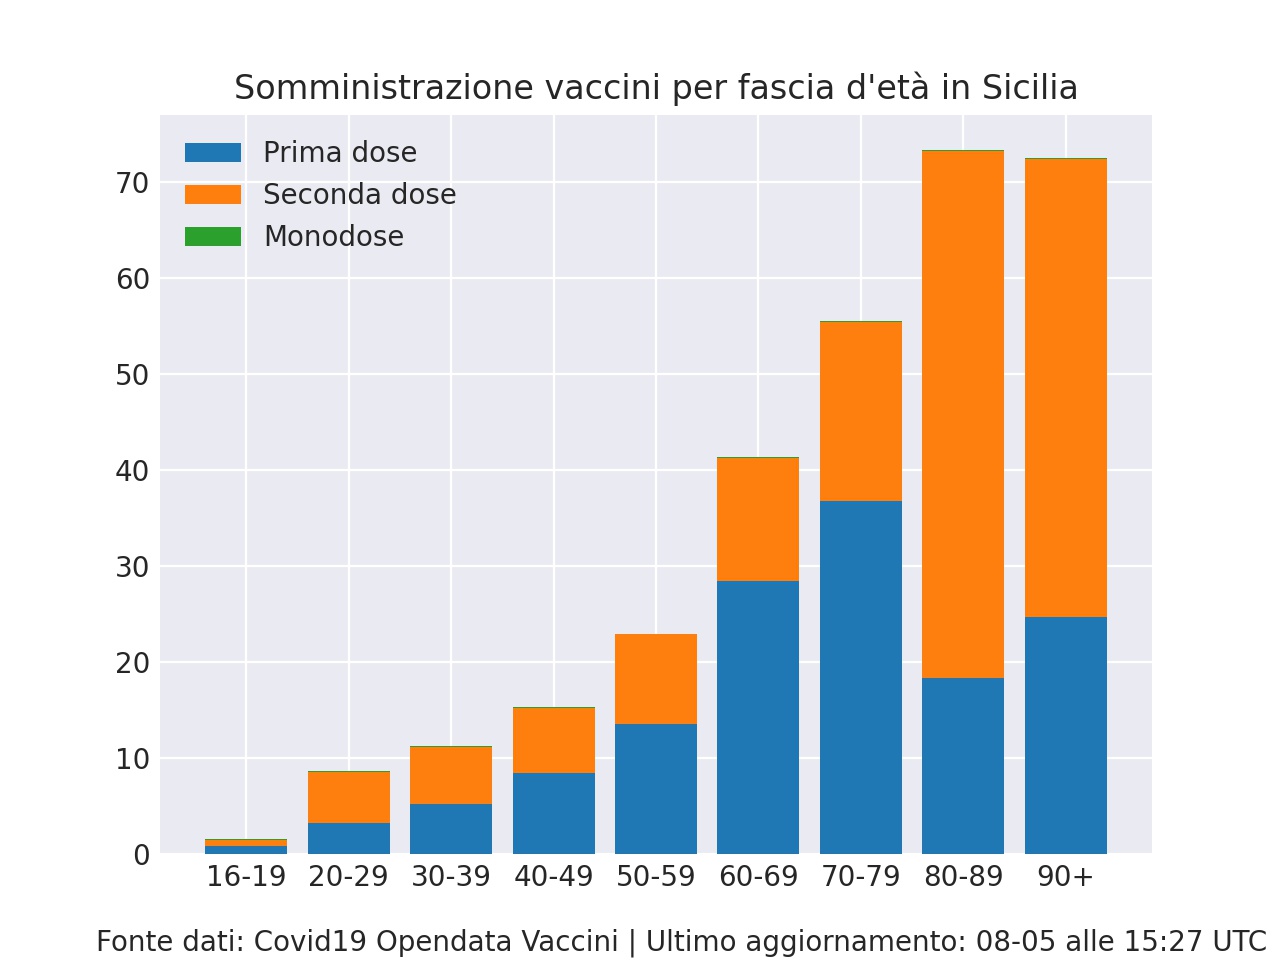 Somministrazione vaccini per fascia d'età in Sicilia
Prima dose
Seconda dose
Monodose
70
60
50
40
30
20
10
0
16-19 20-29 30-39 40-49 50-59 60-69 70-79 80-89 90+
Fonte dati: Covid19 Opendata Vaccini | Ultimo aggiornamento: 08-05 alle 15:27 UTC